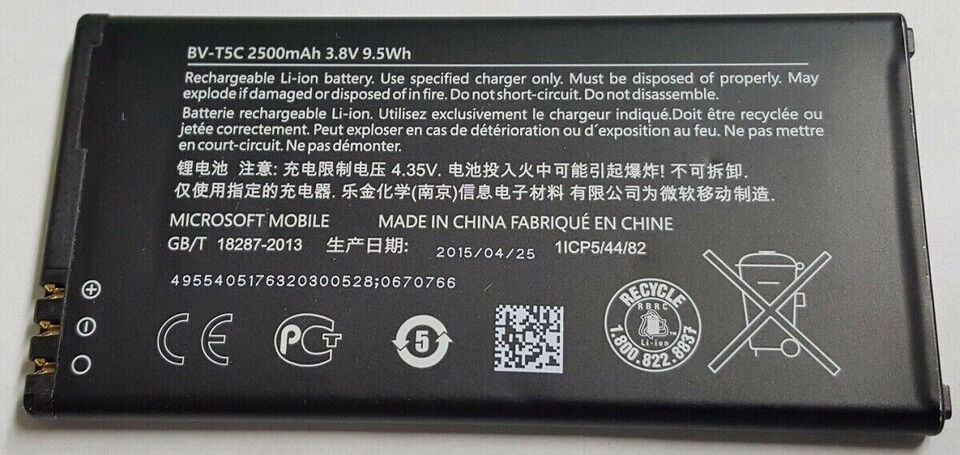 BV-T5C 2500mAh 3.8V 9.5Wh
Rechargeable Li-ion battery. Use specified charger only. Must be disposed of properly. May
explode if damaged or disposed of in fire. Do not short-circuit. Do not disassemble.
Batterie rechargeable Li-ion. Utilisez exclusivement le chargeur indiqué.Doit être recyclée ou
jetée correctement. Peut exploser en cas de détérioration ou d´exposition au feu. Ne pas mettre
en court-circuit. Ne pas démonter.
锂电池 注意: 充电限制电压 4.35V. 电池投入火中可能引起爆炸! 不可拆卸.
仅使用指定的充电器. 乐金化学(南京)信息电子材料 有限公司为微软移动制造.
MICROSOFT MOBILE MADE IN CHINA FABRIQUÉ EN CHINE
GB/T 18287-2013 生产日期: 2015/04/25 1ICP5/44/82
4955405176320300528;0670766
CE PCT 5
RECYCLE
RBRC
Li-ion
TM
1.800.822.8837